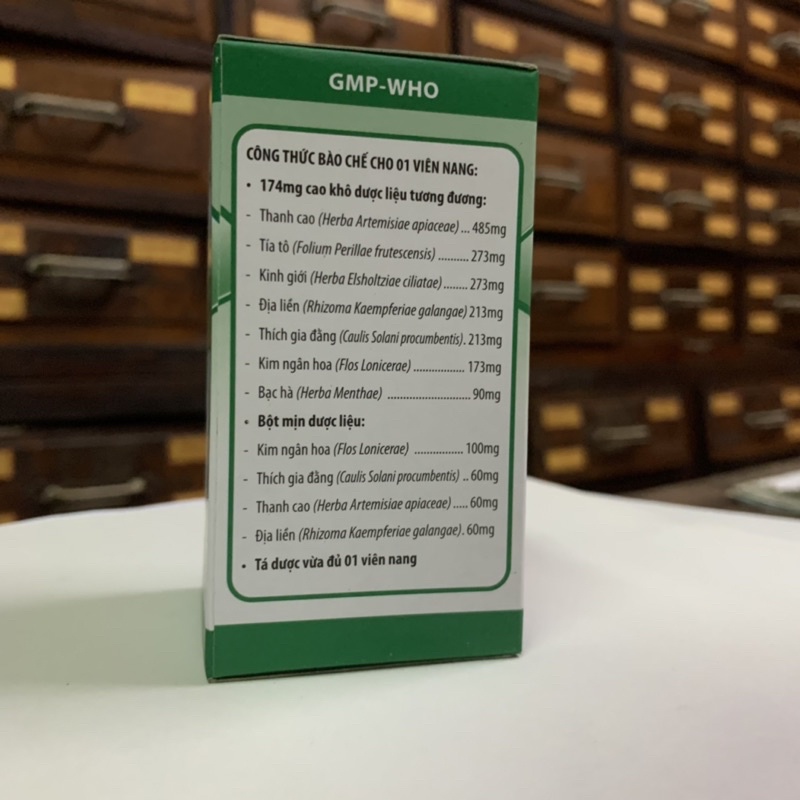 GMP-WHO
CÔNG THỨC BÀO CHẾ CHO 01 VIÊN NANG:
• 174mg cao khô dược liệu tương đương:
- Thanh cao (Herba Artemisiae apiaceae) ... 485mg
- Tía tô (Folium Perillae frutescensis) .......... 273mg
- Kinh giới (Herba Elsholtziae ciliatae)........ 273mg
- Địa liền (Rhizoma Kaempferiae galangae) 213mg
- Thích gia đằng (Caulis Solani procumbentis). 213mg
- Kim ngân hoa (Flos Lonicerae) ................. 173mg
- Bạc hà (Herba Menthae) ........................... 90mg
• Bột mịn dược liệu:
- Kim ngân hoa (Flos Lonicerae) ................ 100mg
- Thích gia đằng (Caulis Solani procumbentis) .. 60mg
- Thanh cao (Herba Artemisiae apiaceae) ..... 60mg
- Địa liền (Rhizoma Kaempferiae galangae). 60mg
• Tá dược vừa đủ 01 viên nang